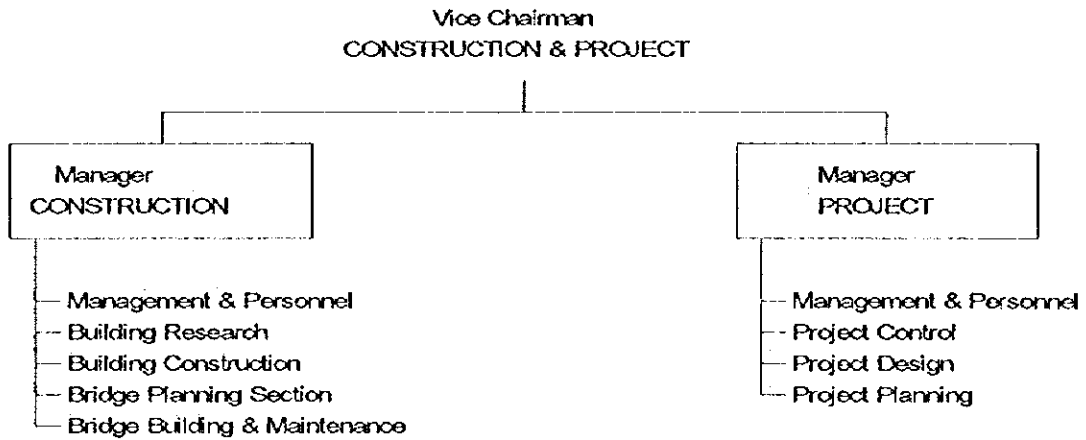 Vice Chairman
CONSTRUCTION & PROJECT
Manager
CONSTRUCTION
Management & Personnel
Building Research
Building Construction
Bridge Planning Section
Bridge Building & Maintenance
Manager
PROJECT
Management & Personnel
Project Control
Project Design
Project Planning